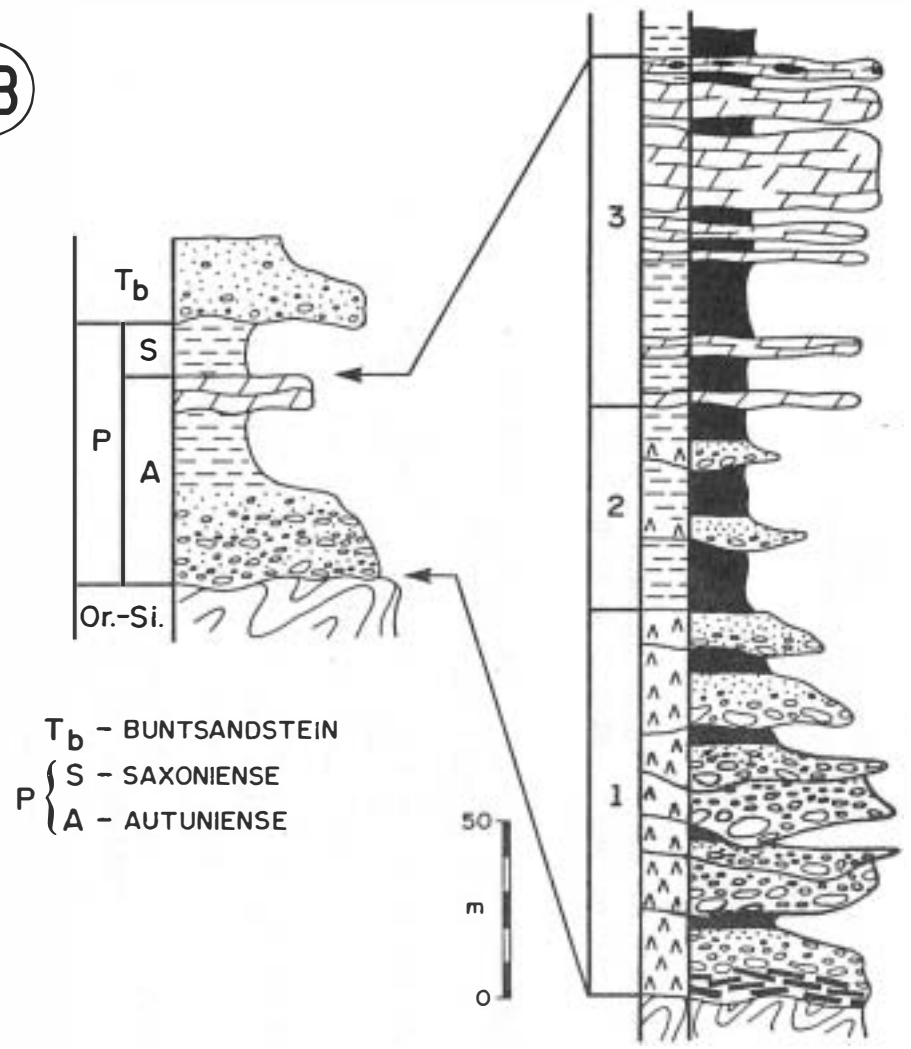 B
Tb
S
P
A
Or.-Si.
Tb - BUNTSANDSTEIN
P { S - SAXONIENSE
A - AUTUNIENSE
3
2
1
50
m
0